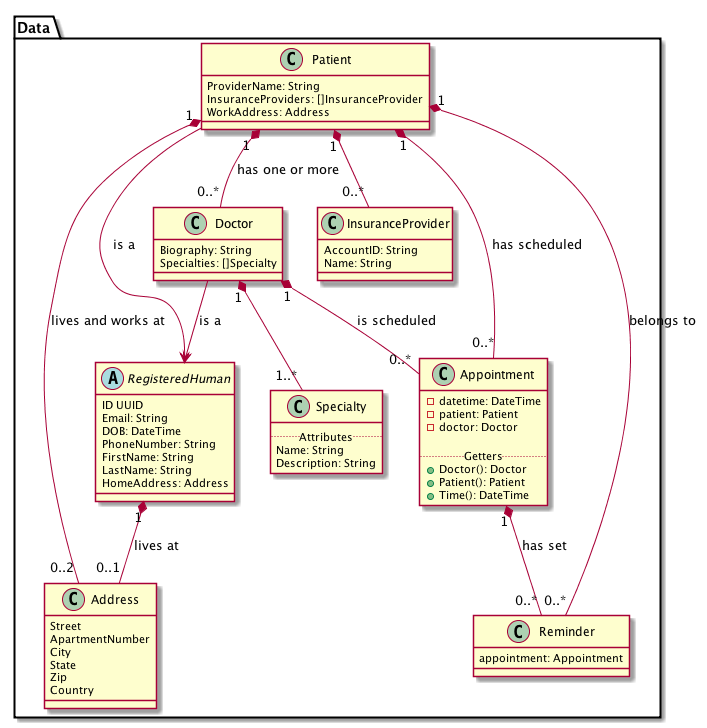 Data
C Patient
ProviderName: String
InsuranceProviders: []InsuranceProvider
WorkAddress: Address
1
1
1
1
1
has one or more
0..*
0..*
C Doctor
Biography: String
Specialties: []Specialty
C InsuranceProvider
AccountID: String
Name: String
is a
has scheduled
1
1
lives and works at
is a
is scheduled
belongs to
0..*
0..*
1..*
A RegisteredHuman
ID UUID
Email: String
DOB: DateTime
PhoneNumber: String
FirstName: String
LastName: String
HomeAddress: Address
C Specialty
Attributes
Name: String
Description: String
C Appointment
datetime: DateTime
patient: Patient
doctor: Doctor
Getters
Doctor(): Doctor
Patient(): Patient
Time(): DateTime
1
1
lives at
has set
0..2
0..1
0..*
0..*
C Address
Street
ApartmentNumber
City
State
Zip
Country
C Reminder
appointment: Appointment